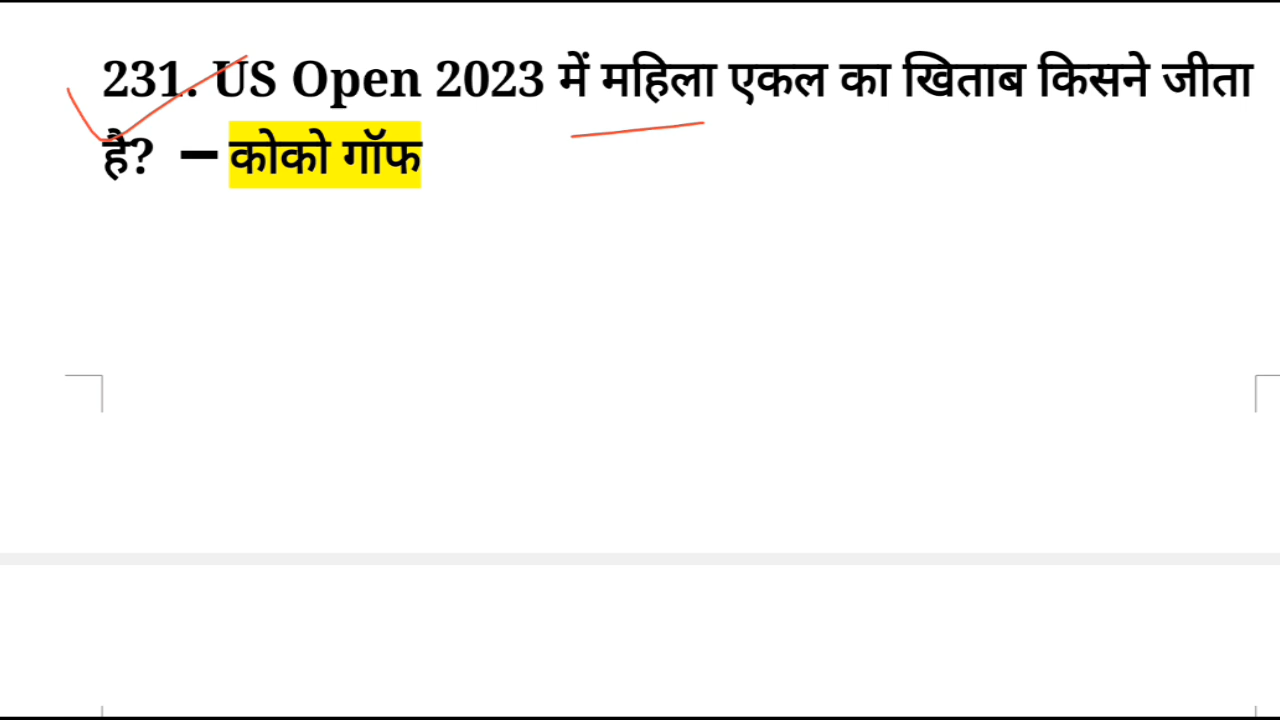 231. US Open 2023 में महिला एकल का खिताब किसने जीता
है? – कोको गॉफ